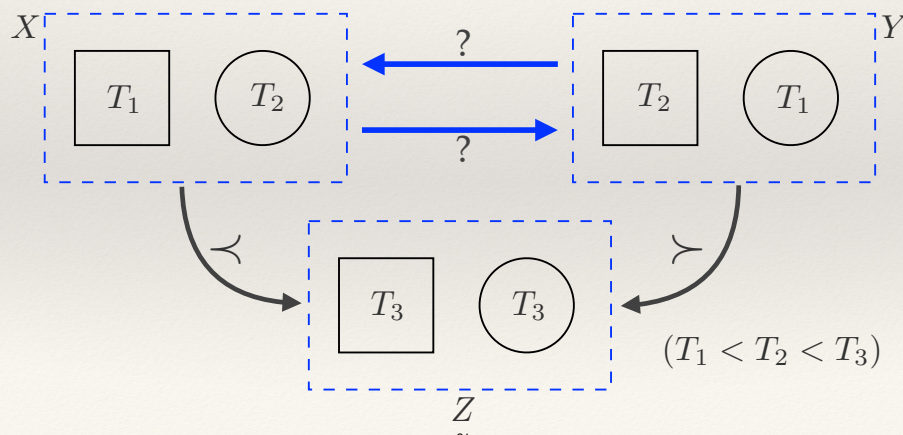 X
T₁ T₂
?
?
Y
T₂ T₁
≺
≻
T₃ T₃
Z
(T₁ < T₂ < T₃)